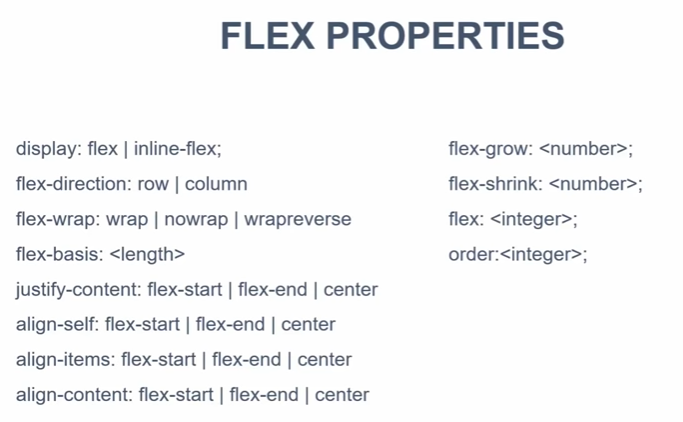 FLEX PROPERTIES
display: flex | inline-flex;
flex-direction: row | column
flex-wrap: wrap | nowrap | wrapreverse
flex-basis: <length>
justify-content: flex-start | flex-end | center
align-self: flex-start | flex-end | center
align-items: flex-start | flex-end | center
align-content: flex-start | flex-end | center
flex-grow: <number>;
flex-shrink: <number>;
flex: <integer>;
order:<integer>;